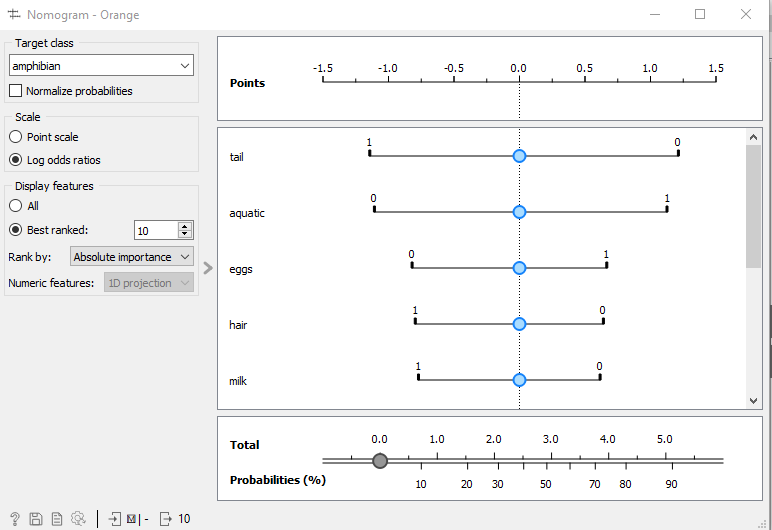 Nomogram - Orange
Target class
amphibian
Normalize probabilities
Scale
Point scale
Log odds ratios
Display features
All
Best ranked: 10
Rank by: Absolute importance
Numeric features: 1D projection
-1.5 -1.0 -0.5 0.0 0.5 1.0 1.5
Points
1 0
tail
0 1
aquatic
0 1
eggs
1 0
hair
1 0
milk
0.0 1.0 2.0 3.0 4.0 5.0
Total
Probabilities (%)
10 20 30 50 70 80 90
? - 10